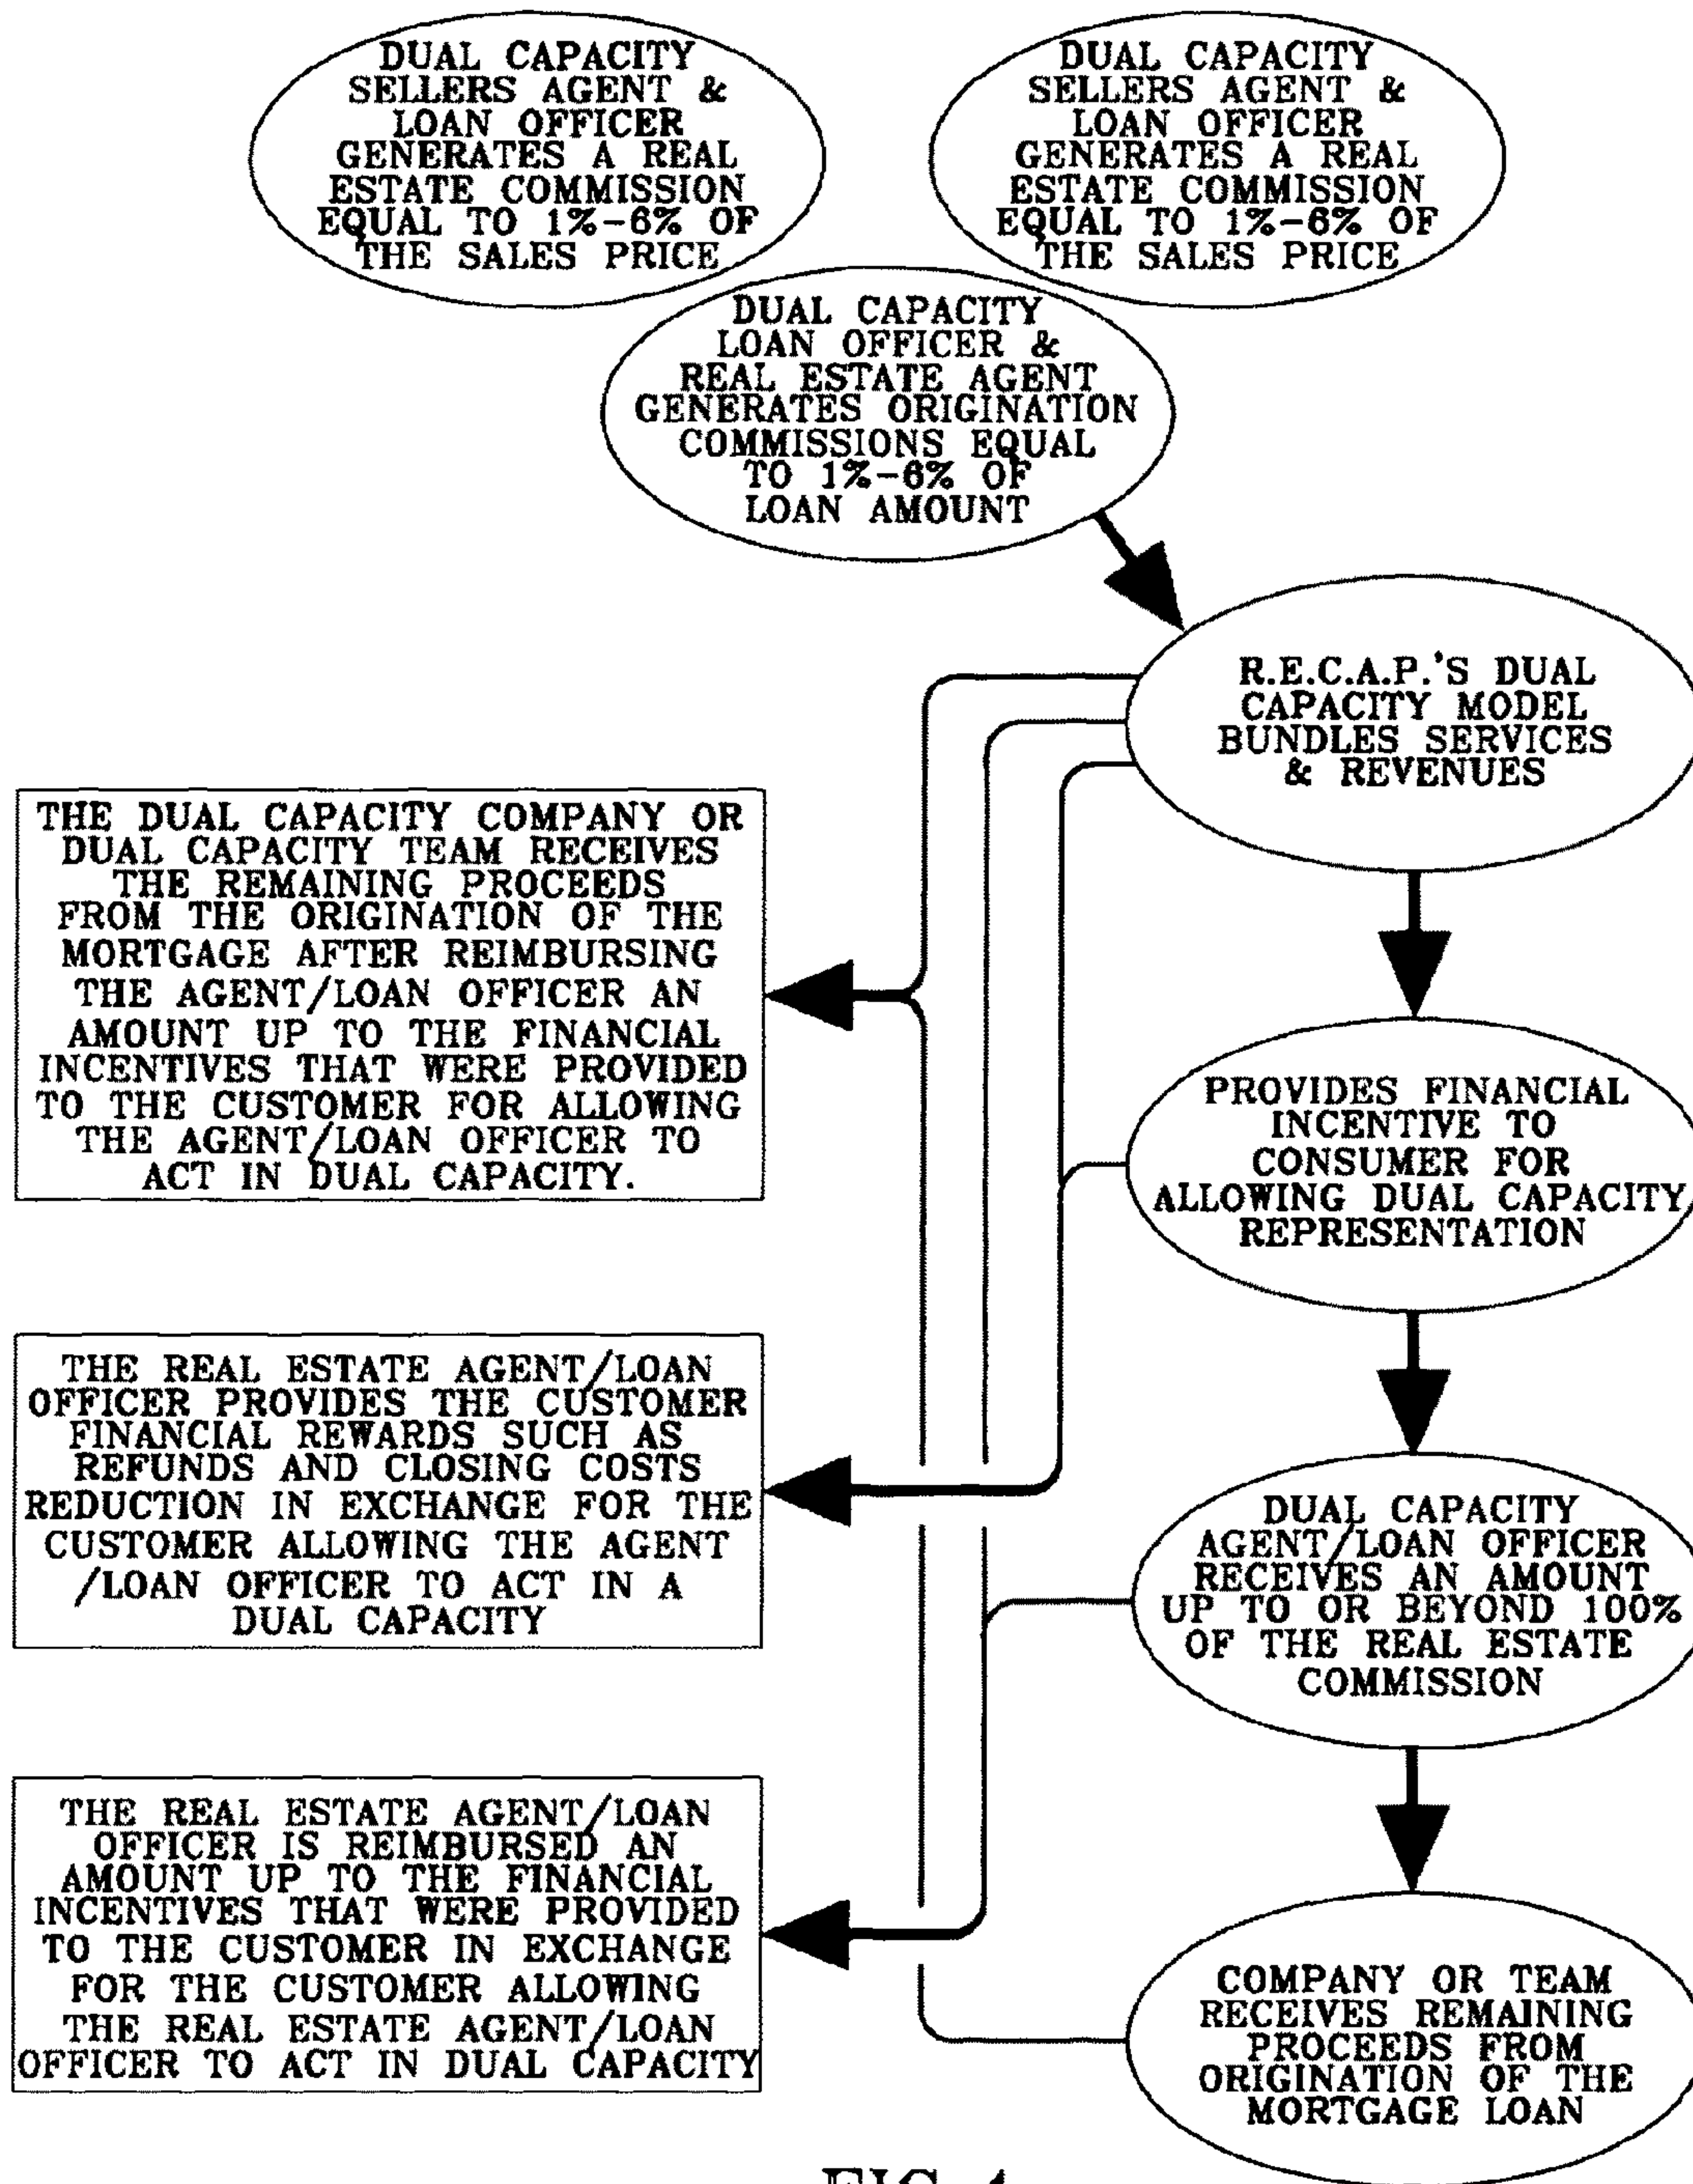 DUAL CAPACITY
SELLERS AGENT &
LOAN OFFICER
GENERATES A REAL
ESTATE COMMISSION
EQUAL TO 1%-6% OF
THE SALES PRICE
DUAL CAPACITY
SELLERS AGENT &
LOAN OFFICER
GENERATES A REAL
ESTATE COMMISSION
EQUAL TO 1%-6% OF
THE SALES PRICE
DUAL CAPACITY
LOAN OFFICER &
REAL ESTATE AGENT
GENERATES ORIGINATION
COMMISSIONS EQUAL
TO 1%-6% OF
LOAN AMOUNT
R.E.C.A.P.'S DUAL
CAPACITY MODEL
BUNDLES SERVICES
& REVENUES
THE DUAL CAPACITY COMPANY OR
DUAL CAPACITY TEAM RECEIVES
THE REMAINING PROCEEDS
FROM THE ORIGINATION OF THE
MORTGAGE AFTER REIMBURSING
THE AGENT/LOAN OFFICER AN
AMOUNT UP TO THE FINANCIAL
INCENTIVES THAT WERE PROVIDED
TO THE CUSTOMER FOR ALLOWING
THE AGENT/LOAN OFFICER TO
ACT IN DUAL CAPACITY.
PROVIDES FINANCIAL
INCENTIVE TO
CONSUMER FOR
ALLOWING DUAL CAPACITY
REPRESENTATION
THE REAL ESTATE AGENT/LOAN
OFFICER PROVIDES THE CUSTOMER
FINANCIAL REWARDS SUCH AS
REFUNDS AND CLOSING COSTS
REDUCTION IN EXCHANGE FOR THE
CUSTOMER ALLOWING THE AGENT
/LOAN OFFICER TO ACT IN A
DUAL CAPACITY
DUAL CAPACITY
AGENT/LOAN OFFICER
RECEIVES AN AMOUNT
UP TO OR BEYOND 100%
OF THE REAL ESTATE
COMMISSION
THE REAL ESTATE AGENT/LOAN
OFFICER IS REIMBURSED AN
AMOUNT UP TO THE FINANCIAL
INCENTIVES THAT WERE PROVIDED
TO THE CUSTOMER IN EXCHANGE
FOR THE CUSTOMER ALLOWING
THE REAL ESTATE AGENT/LOAN
OFFICER TO ACT IN DUAL CAPACITY
COMPANY OR TEAM
RECEIVES REMAINING
PROCEEDS FROM
ORIGINATION OF THE
MORTGAGE LOAN